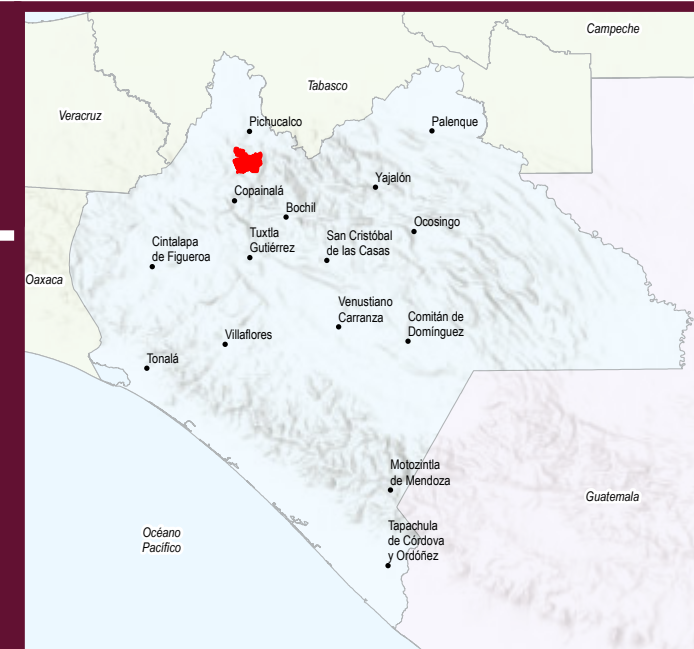 Campeche
Tabasco
Veracruz
Pichucalco
Palenque
Yajalón
Copainalá
Bochil
Ocosingo
Tuxtla
Gutiérrez
San Cristóbal
de las Casas
Cintalapa
de Figueroa
Oaxaca
Venustiano
Carranza
Comitán de
Domínguez
Villaflores
Tonalá
Motozintla
de Mendoza
Guatemala
Tapachula
de Córdova
y Ordóñez
Océano
Pacifico